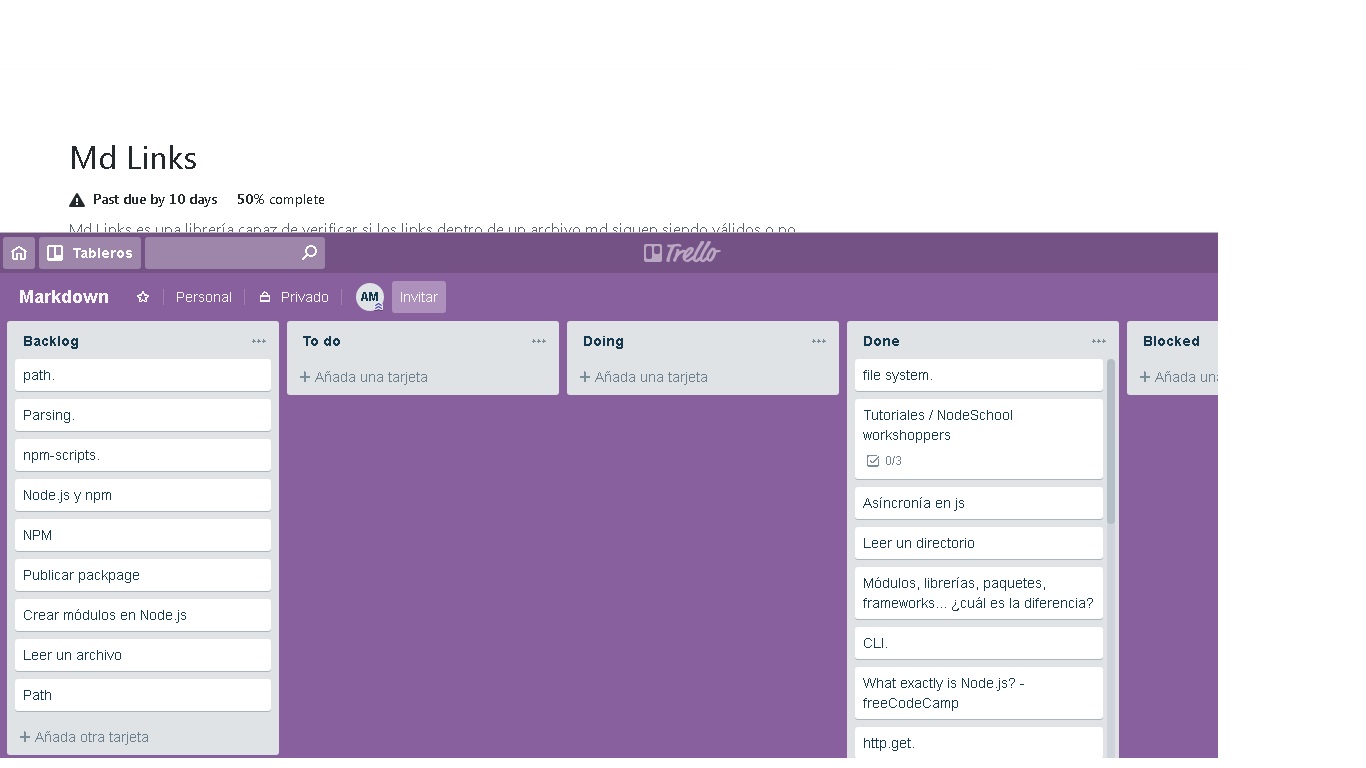 Md Links
Past due by 10 days 50% complete
Md Links es una librería capaz de verificar si los links dentro de un archivo md siguen siendo válidos o no
Tableros
Trello
Markdown
Personal
Privado
AM
Invitar
Backlog
path.
Parsing.
npm-scripts.
Node.js y npm
NPM
Publicar packpage
Crear módulos en Node.js
Leer un archivo
Path
+ Añada otra tarjeta
To do
+ Añada una tarjeta
Doing
+ Añada una tarjeta
Done
file system.
Tutoriales / NodeSchool
workshoppers
0/3
Asíncronía en js
Leer un directorio
Módulos, librerías, paquetes,
frameworks... ¿cuál es la diferencia?
CLI.
What exactly is Node.js? -
freeCodeCamp
http.get.
Blocked
+ Añada